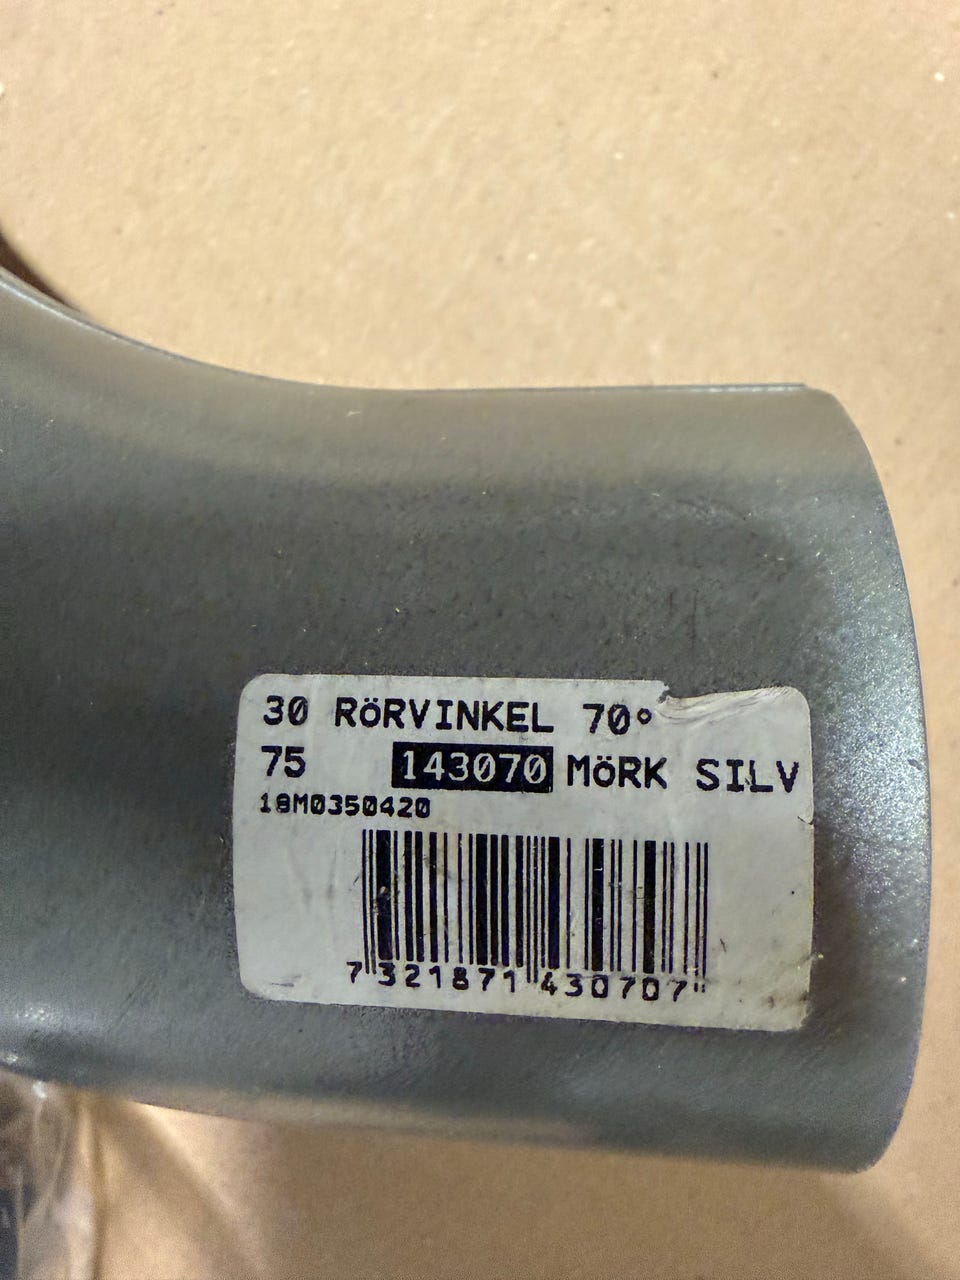 30 RÖRVINKEL 70°
75 143070 MÖRK SILV
18M0350420
7 321871 430707